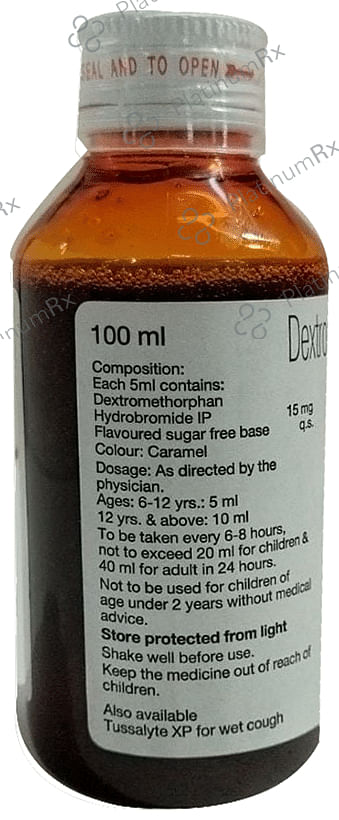 PlatinumRx
SEAL AND TO OPEN
PlatinumRx
Rx
PlatinumRx
PlatinumRx
100 ml
Composition:
Each 5ml contains:
Dextromethorphan
Hydrobromide IP 15 mg
Flavoured sugar free base q.s.
Colour: Caramel
Dosage: As directed by the
physician.
Ages: 6-12 yrs.: 5 ml
12 yrs. & above: 10 ml
To be taken every 6-8 hours,
not to exceed 20 ml for children &
40 ml for adult in 24 hours.
Not to be used for children of
age under 2 years without medical
advice.
Store protected from light
Shake well before use.
Keep the medicine out of reach of
children.
Also available
Tussalyte XP for wet cough